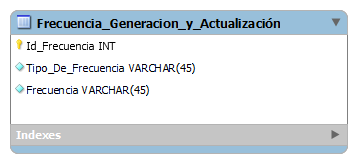 Frecuencia_Generacion_y_Actualización
Id_Frecuencia INT
Tipo_De_Frecuencia VARCHAR(45)
Frecuencia VARCHAR(45)
Indexes